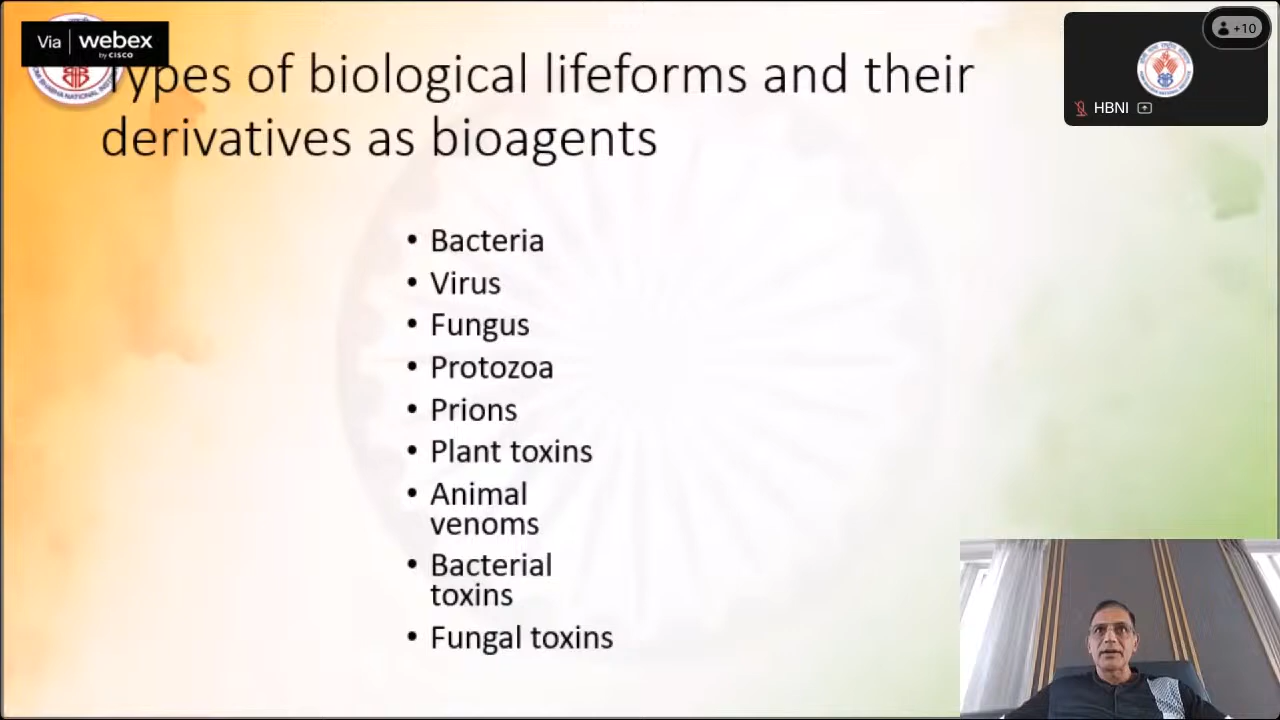 Via webex
by CISCO
Types of biological lifeforms and their
derivatives as bioagents
+10
HBNI
• Bacteria
• Virus
• Fungus
• Protozoa
• Prions
• Plant toxins
• Animal
venoms
• Bacterial
toxins
• Fungal toxins